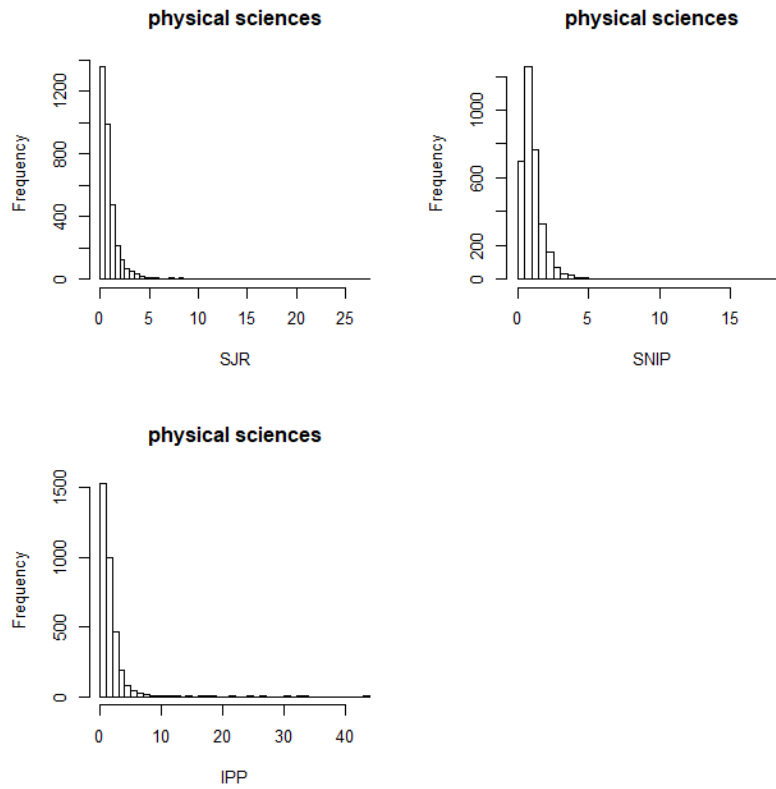 physical sciences
Frequency
0 400 800 1200
0 5 10 15 20 25
SJR
physical sciences
Frequency
0 200 600 1000
0 5 10 15
SNIP
physical sciences
Frequency
0 500 1000 1500
0 10 20 30 40
IPP